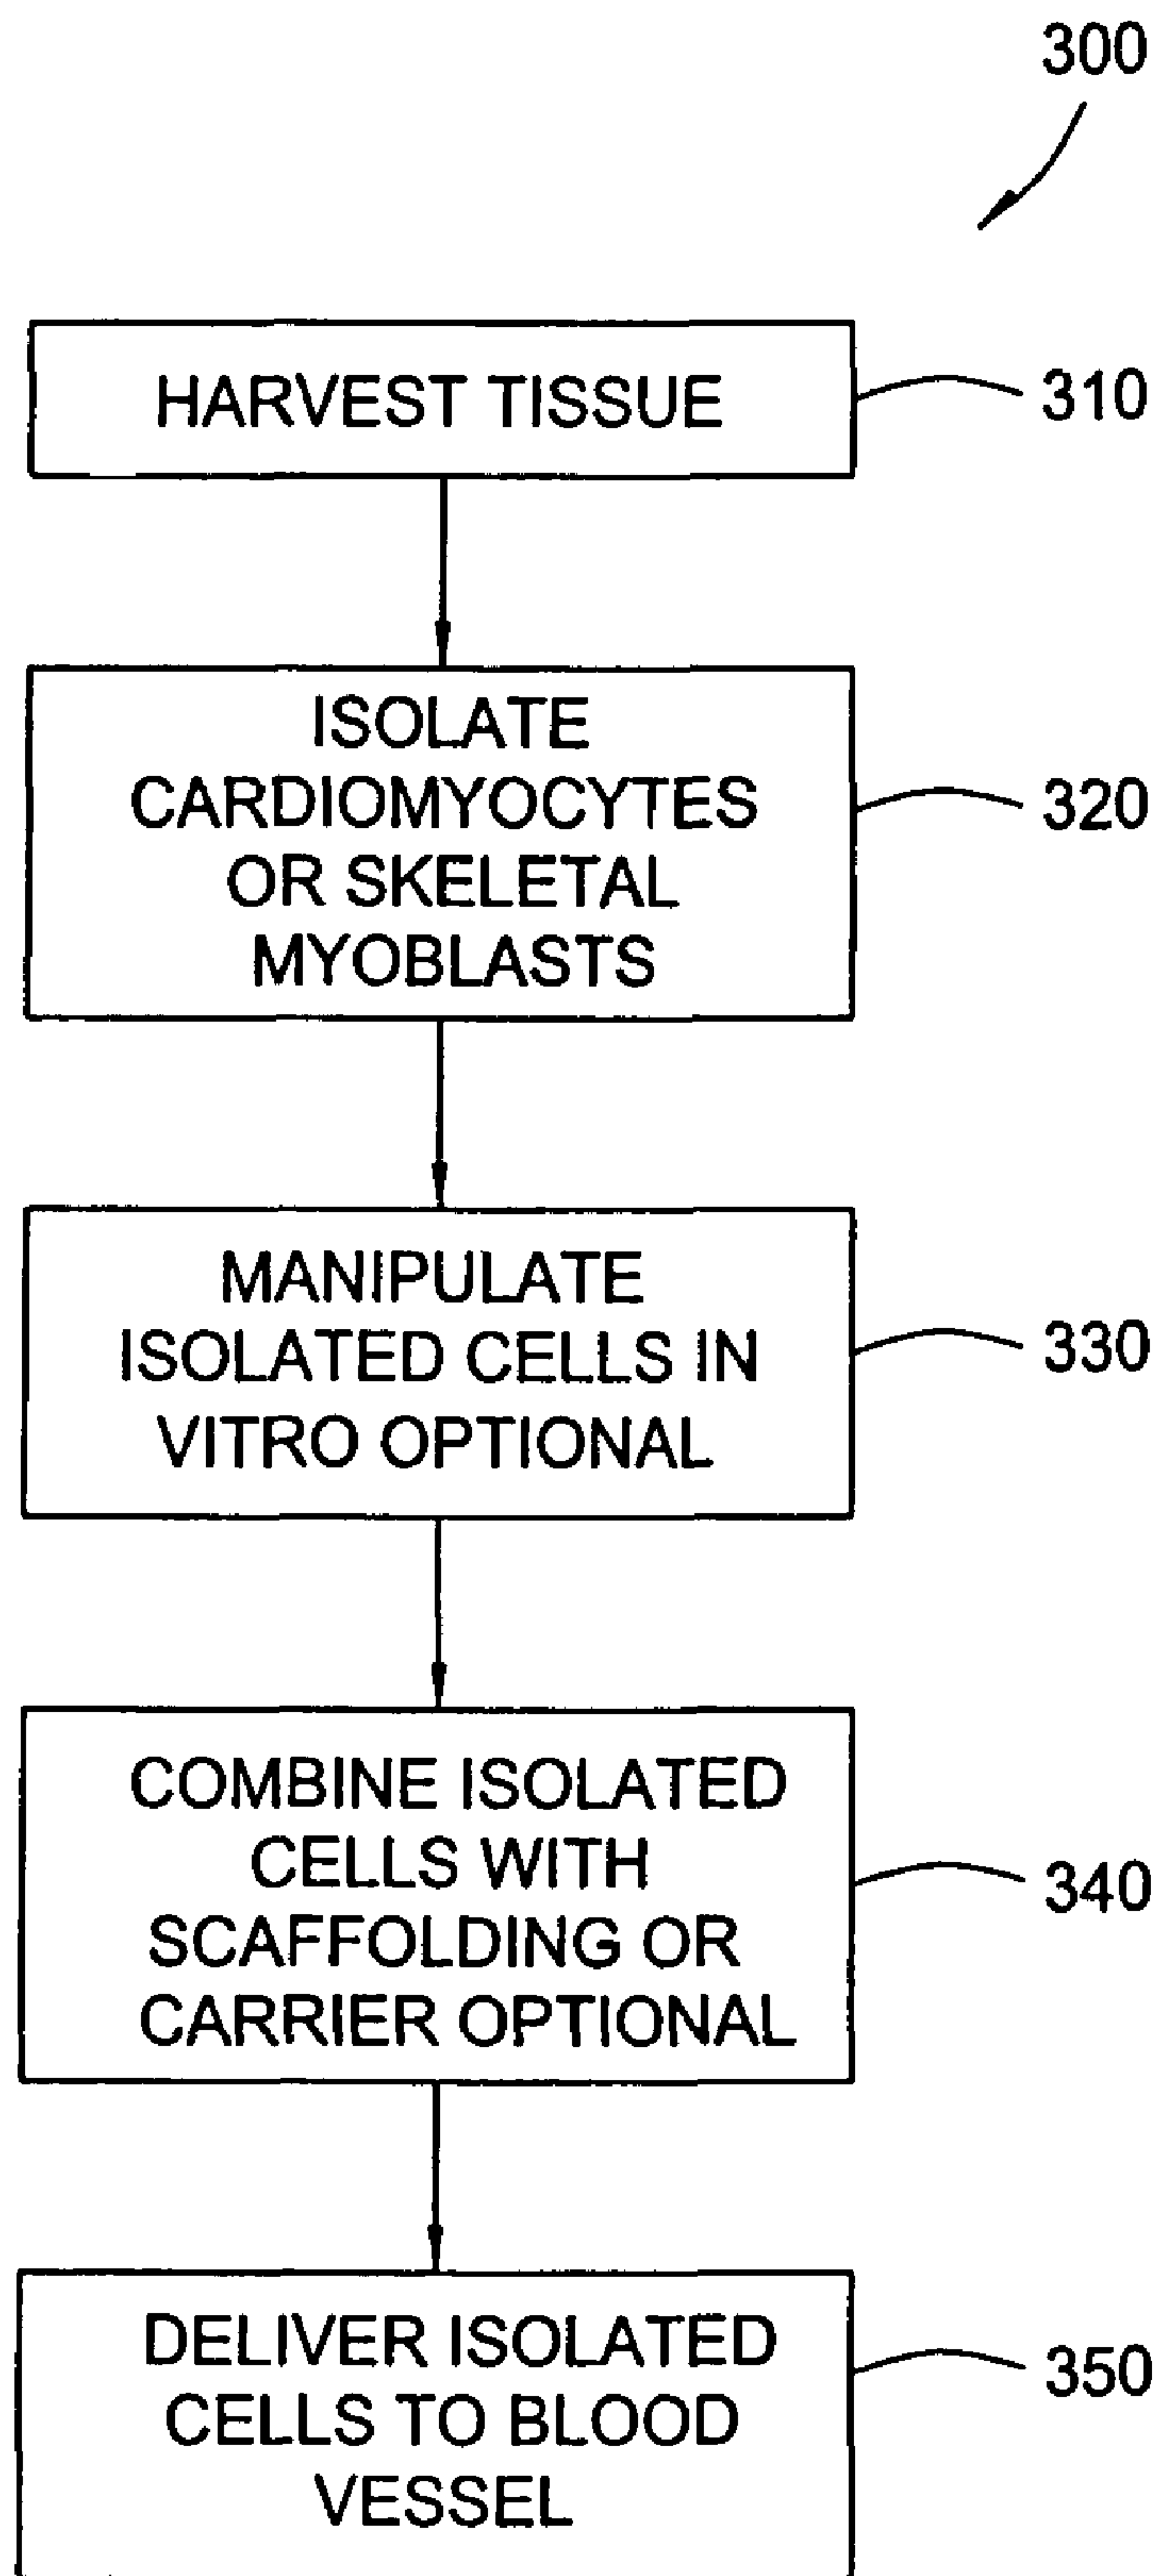 300
HARVEST TISSUE
310
ISOLATE
CARDIOMYOCYTES
OR SKELETAL
MYOBLASTS
320
MANIPULATE
ISOLATED CELLS IN
VITRO OPTIONAL
330
COMBINE ISOLATED
CELLS WITH
SCAFFOLDING OR
CARRIER OPTIONAL
340
DELIVER ISOLATED
CELLS TO BLOOD
VESSEL
350